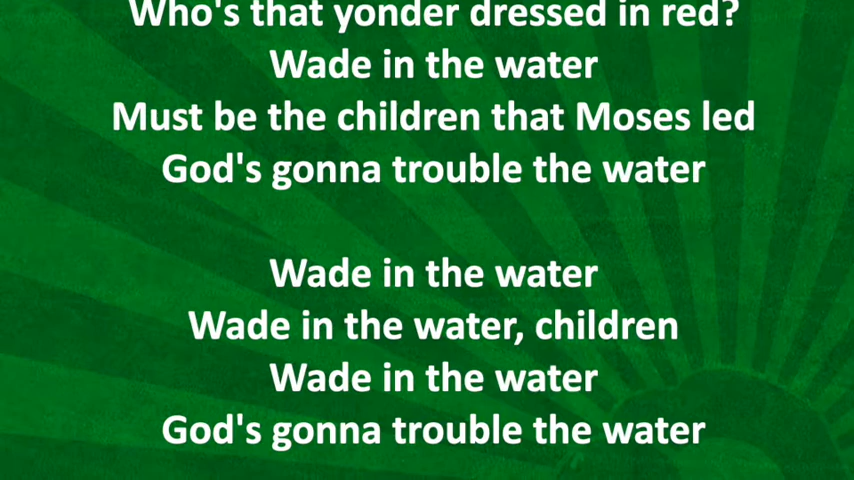 Who's that yonder dressed in red?
Wade in the water
Must be the children that Moses led
God's gonna trouble the water
Wade in the water
Wade in the water, children
Wade in the water
God's gonna trouble the water